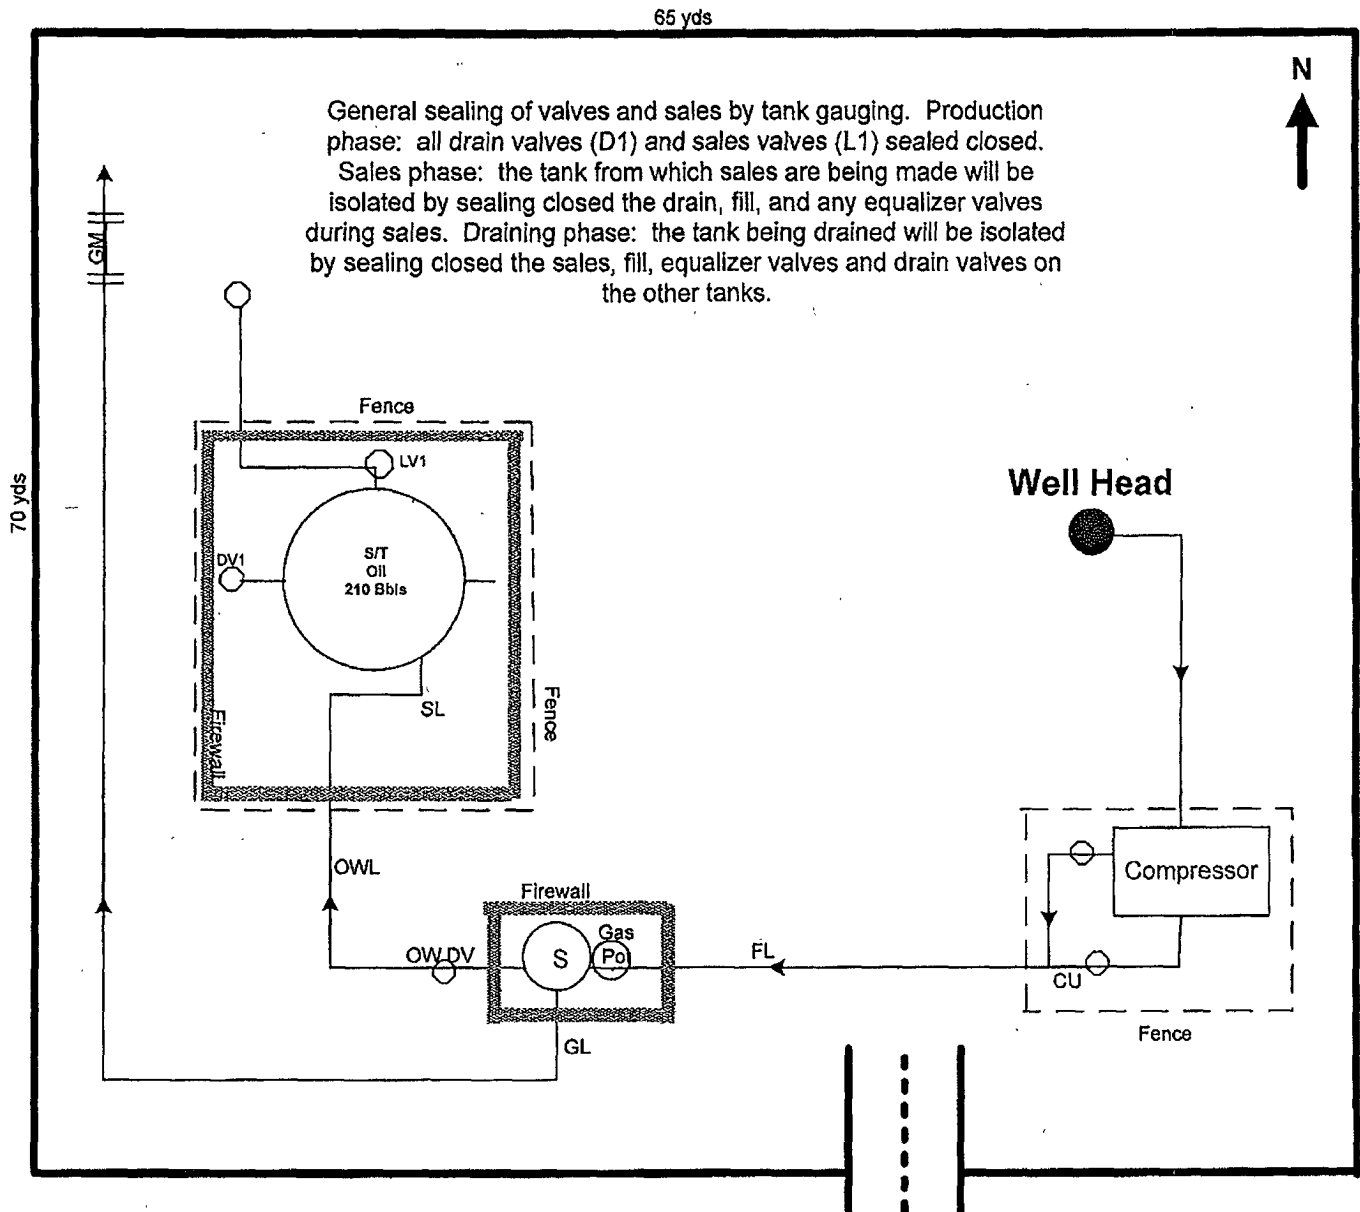 65 yds
N
General sealing of valves and sales by tank gauging. Production
phase: all drain valves (D1) and sales valves (L1) sealed closed.
Sales phase: the tank from which sales are being made will be
isolated by sealing closed the drain, fill, and any equalizer valves
during sales. Draining phase: the tank being drained will be isolated
by sealing closed the sales, fill, equalizer valves and drain valves on
the other tanks.
GM
Fence
LV1
70 yds
Well Head
DV1
S/T
Oil
210 Bbls
SL
Fence
Firewall
OWL
Compressor
Firewall
Gas
OW DV
S
Po
FL
CU
Fence
GL